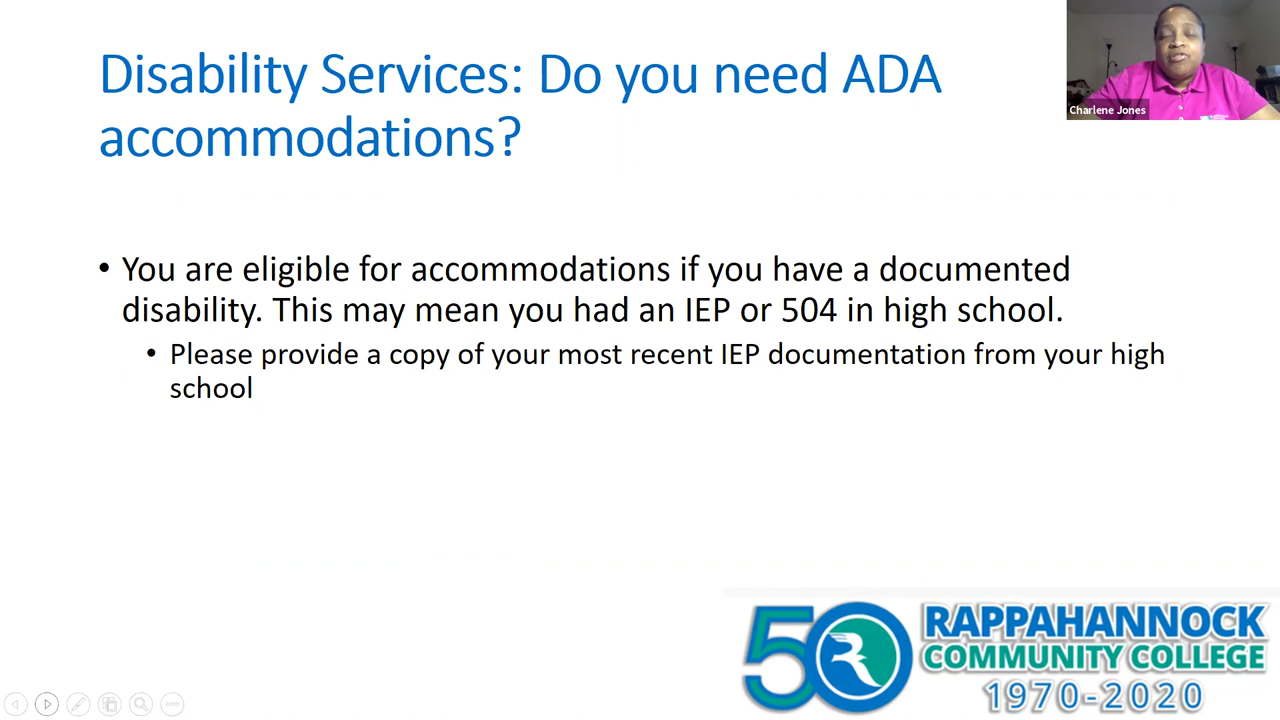 Disability Services: Do you need ADA
accommodations?
Charlene Jones
• You are eligible for accommodations if you have a documented
disability. This may mean you had an IEP or 504 in high school.
• Please provide a copy of your most recent IEP documentation from your high
school
50
RAPPAHANNOCK
COMMUNITY COLLEGE
1970-2020